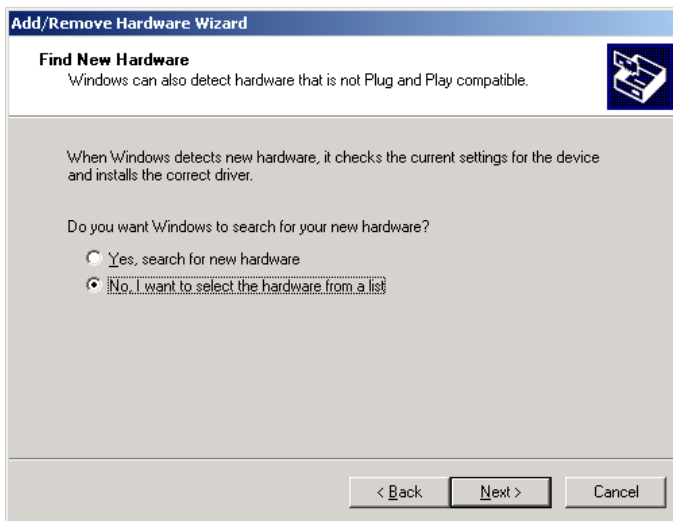 Add/Remove Hardware Wizard
Find New Hardware
Windows can also detect hardware that is not Plug and Play compatible.
When Windows detects new hardware, it checks the current settings for the device
and installs the correct driver.
Do you want Windows to search for your new hardware?
Yes, search for new hardware
No, I want to select the hardware from a list
< Back
Next >
Cancel